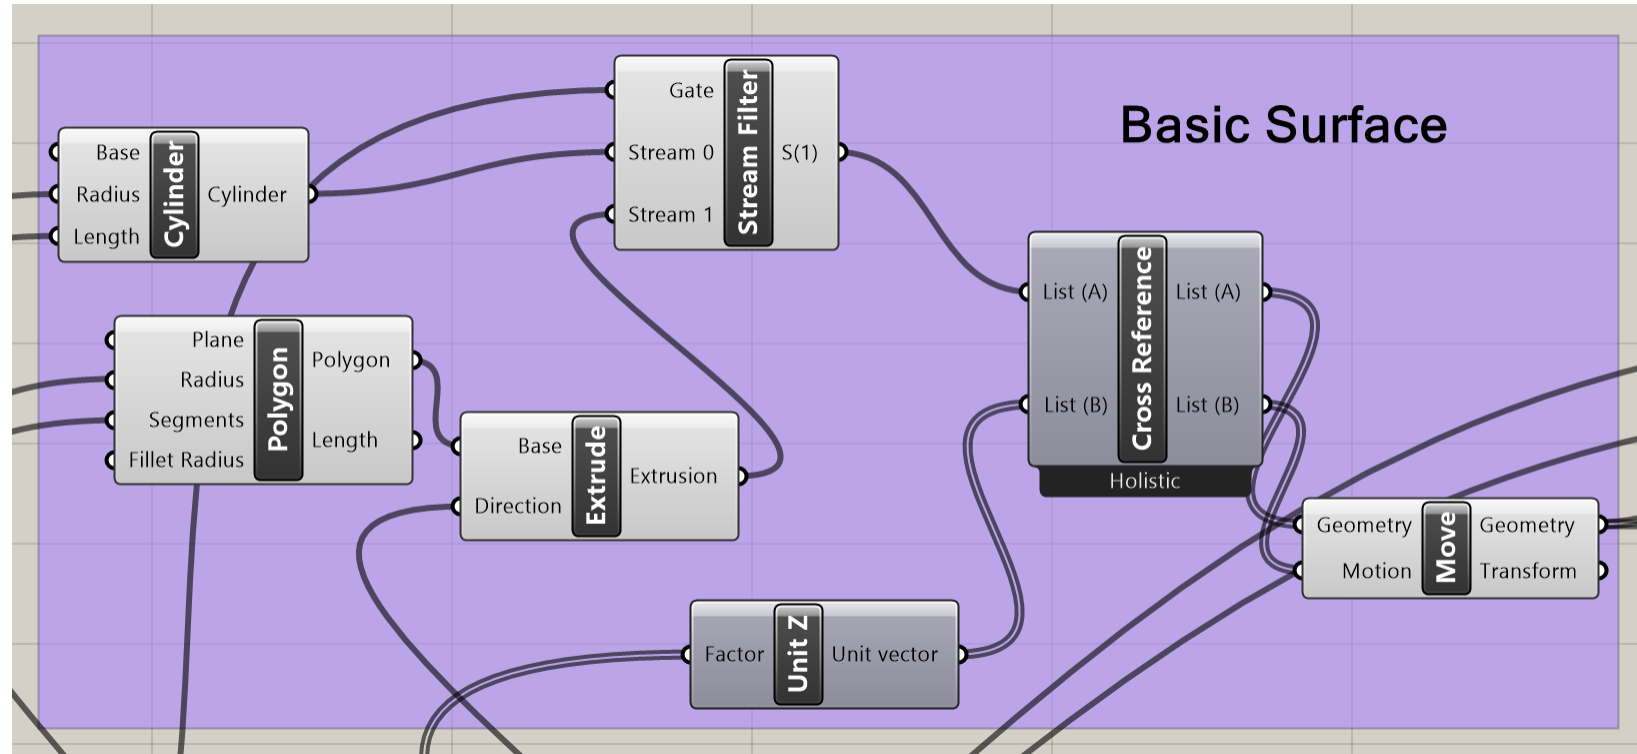 Basic Surface
Base
Radius
Length
Cylinder
Cylinder
Gate
Stream 0
Stream 1
Stream Filter
S(1)
Plane
Radius
Segments
Fillet Radius
Polygon
Polygon
Length
Base
Direction
Extrude
Extrusion
List (A)
List (B)
Cross Reference
List (A)
List (B)
Holistic
Factor
Unit Z
Unit vector
Geometry
Motion
Move
Geometry
Transform